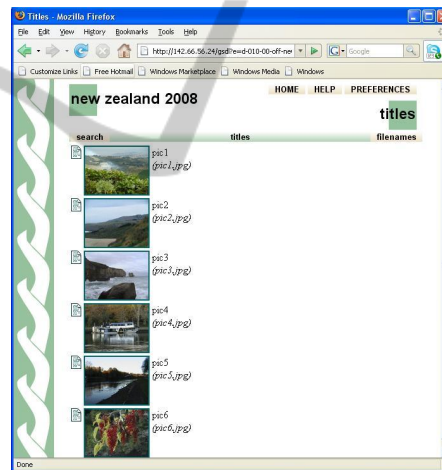 Titles - Mozilla Firefox
File Edit View History Bookmarks Tools Help
http://142.66.56.24/gsdl?e=d-010-00-off-new
Google
Customize Links Free Hotmail Windows Marketplace Windows Media Windows
HOME HELP PREFERENCES
new zealand 2008
titles
search titles filenames
pic1
(pic1.jpg)
pic2
(pic2.jpg)
pic3
(pic3.jpg)
pic4
(pic4.jpg)
pic5
(pic5.jpg)
pic6
(pic6.jpg)
Done